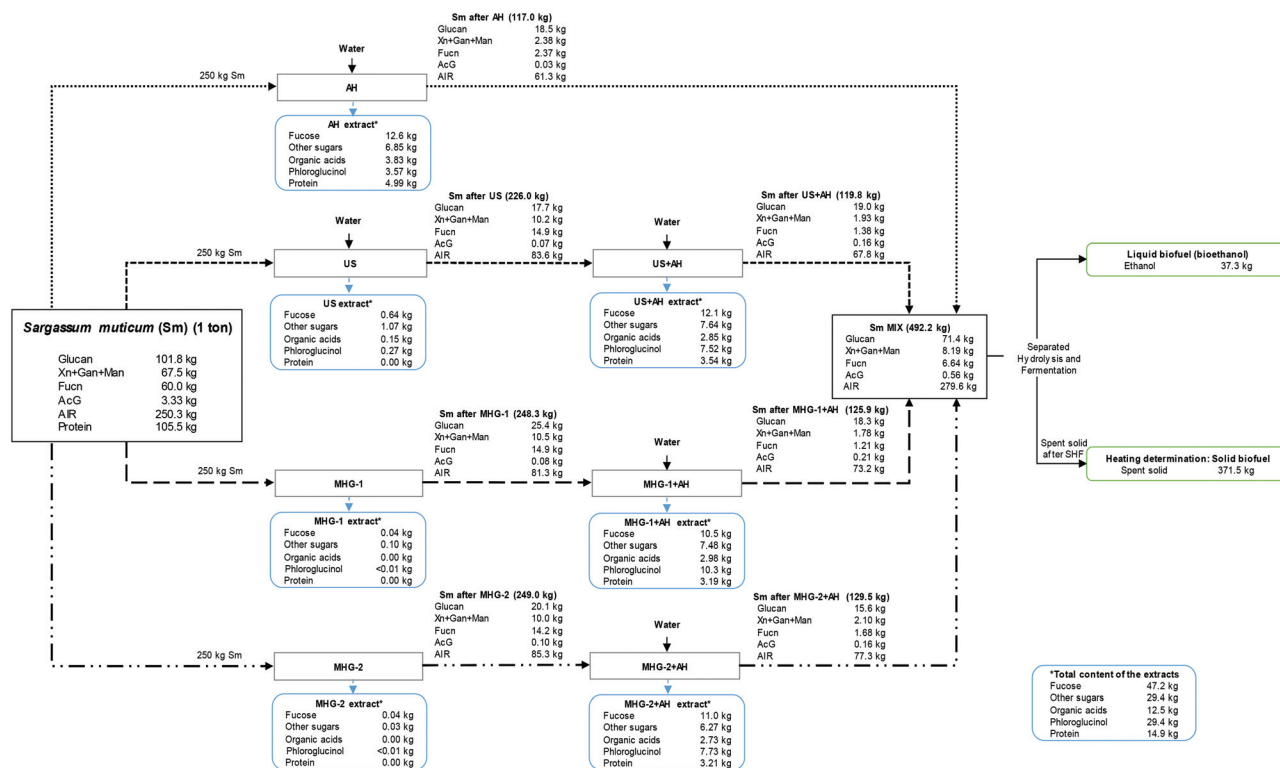 Sm after AH (117.0 kg)
Glucan 18.5 kg
Xn+Gan+Man 2.38 kg
Fucn 2.37 kg
AcG 0.03 kg
AIR 61.3 kg
Water
250 kg Sm
AH
AH extract*
Fucose 12.6 kg
Other sugars 6.85 kg
Organic acids 3.83 kg
Phloroglucinol 3.57 kg
Protein 4.99 kg
Sm after US (226.0 kg)
Glucan 17.7 kg
Xn+Gan+Man 10.2 kg
Fucn 14.9 kg
AcG 0.07 kg
AIR 83.6 kg
Sm after US+AH (119.8 kg)
Glucan 19.0 kg
Xn+Gan+Man 1.93 kg
Fucn 1.38 kg
AcG 0.16 kg
AIR 67.8 kg
Water
Water
250 kg Sm
US
US+AH
US extract*
Fucose 0.64 kg
Other sugars 1.07 kg
Organic acids 0.15 kg
Phloroglucinol 0.27 kg
Protein 0.00 kg
US+AH extract*
Fucose 12.1 kg
Other sugars 7.64 kg
Organic acids 2.85 kg
Phloroglucinol 7.52 kg
Protein 3.54 kg
Liquid biofuel (bioethanol)
Ethanol 37.3 kg
Sargassum muticum (Sm) (1 ton)
Glucan 101.8 kg
Xn+Gan+Man 67.5 kg
Fucn 60.0 kg
AcG 3.33 kg
AIR 250.3 kg
Protein 105.5 kg
Sm MIX (492.2 kg)
Glucan 71.4 kg
Xn+Gan+Man 8.19 kg
Fucn 6.64 kg
AcG 0.56 kg
AIR 279.6 kg
Separated
Hydrolysis and
Fermentation
Sm after MHG-1 (248.3 kg)
Glucan 25.4 kg
Xn+Gan+Man 10.5 kg
Fucn 14.9 kg
AcG 0.08 kg
AIR 81.3 kg
Sm after MHG-1+AH (125.9 kg)
Glucan 18.3 kg
Xn+Gan+Man 1.78 kg
Fucn 1.21 kg
AcG 0.21 kg
AIR 73.2 kg
Water
250 kg Sm
MHG-1
MHG-1+AH
Spent solid
after SHF
Heating determination: Solid biofuel
Spent solid 371.5 kg
MHG-1 extract*
Fucose 0.04 kg
Other sugars 0.10 kg
Organic acids 0.00 kg
Phloroglucinol <0.01 kg
Protein 0.00 kg
MHG-1+AH extract*
Fucose 10.5 kg
Other sugars 7.48 kg
Organic acids 2.98 kg
Phloroglucinol 10.3 kg
Protein 3.19 kg
Sm after MHG-2 (249.0 kg)
Glucan 20.1 kg
Xn+Gan+Man 10.0 kg
Fucn 14.2 kg
AcG 0.10 kg
AIR 85.3 kg
Sm after MHG-2+AH (129.5 kg)
Glucan 15.6 kg
Xn+Gan+Man 2.10 kg
Fucn 1.68 kg
AcG 0.16 kg
AIR 77.3 kg
Water
250 kg Sm
MHG-2
MHG-2+AH
MHG-2 extract*
Fucose 0.04 kg
Other sugars 0.03 kg
Organic acids 0.00 kg
Phloroglucinol <0.01 kg
Protein 0.00 kg
MHG-2+AH extract*
Fucose 11.0 kg
Other sugars 6.27 kg
Organic acids 2.73 kg
Phloroglucinol 7.73 kg
Protein 3.21 kg
*Total content of the extracts
Fucose 47.2 kg
Other sugars 29.4 kg
Organic acids 12.5 kg
Phloroglucinol 29.4 kg
Protein 14.9 kg